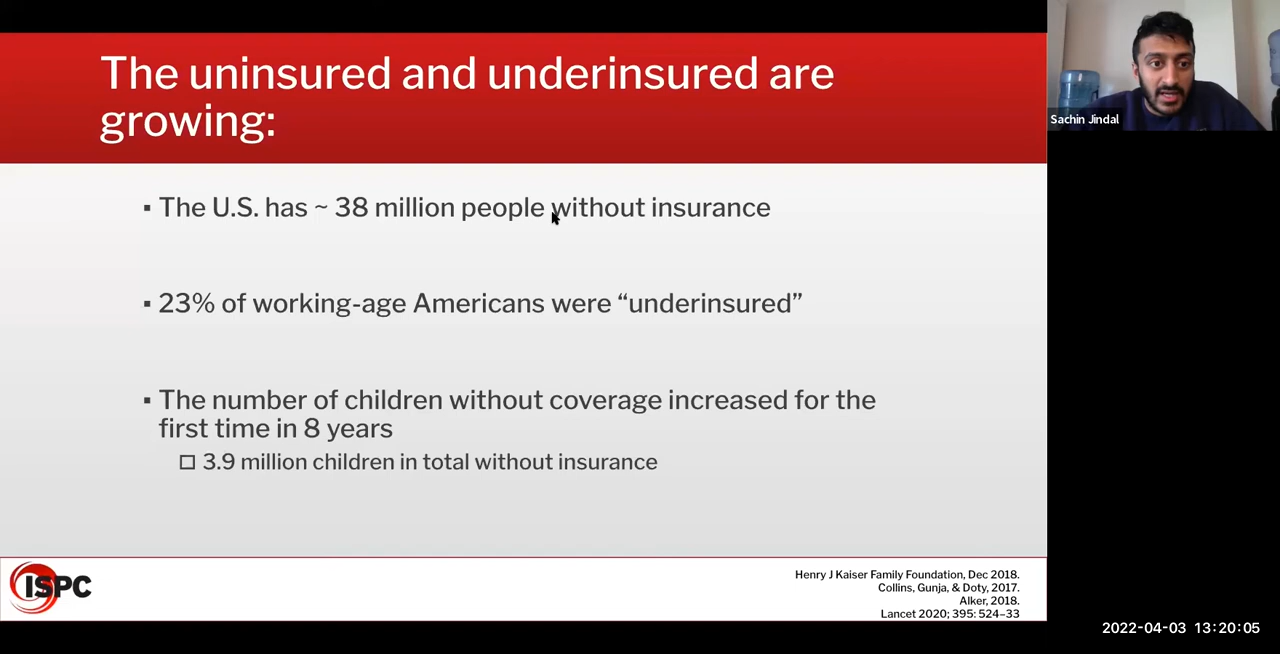 The uninsured and underinsured are
growing:
▪ The U.S. has ~ 38 million people without insurance
▪ 23% of working-age Americans were “underinsured”
▪ The number of children without coverage increased for the
first time in 8 years
□ 3.9 million children in total without insurance
ISPC
Henry J Kaiser Family Foundation, Dec 2018.
Collins, Gunja, & Doty, 2017.
Alker, 2018.
Lancet 2020; 395: 524–33
Sachin Jindal
2022-04-03 13:20:05